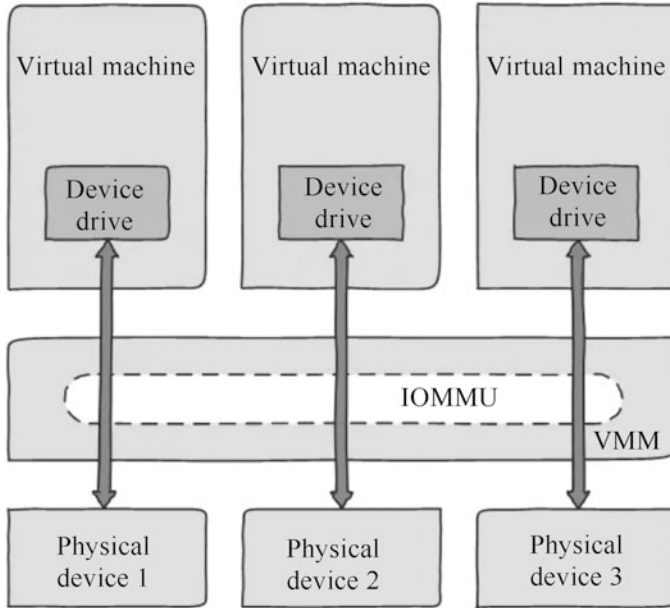 Virtual machine
Virtual machine
Virtual machine
Device
drive
Device
drive
Device
drive
IOMMU
VMM
Physical
device 1
Physical
device 2
Physical
device 3